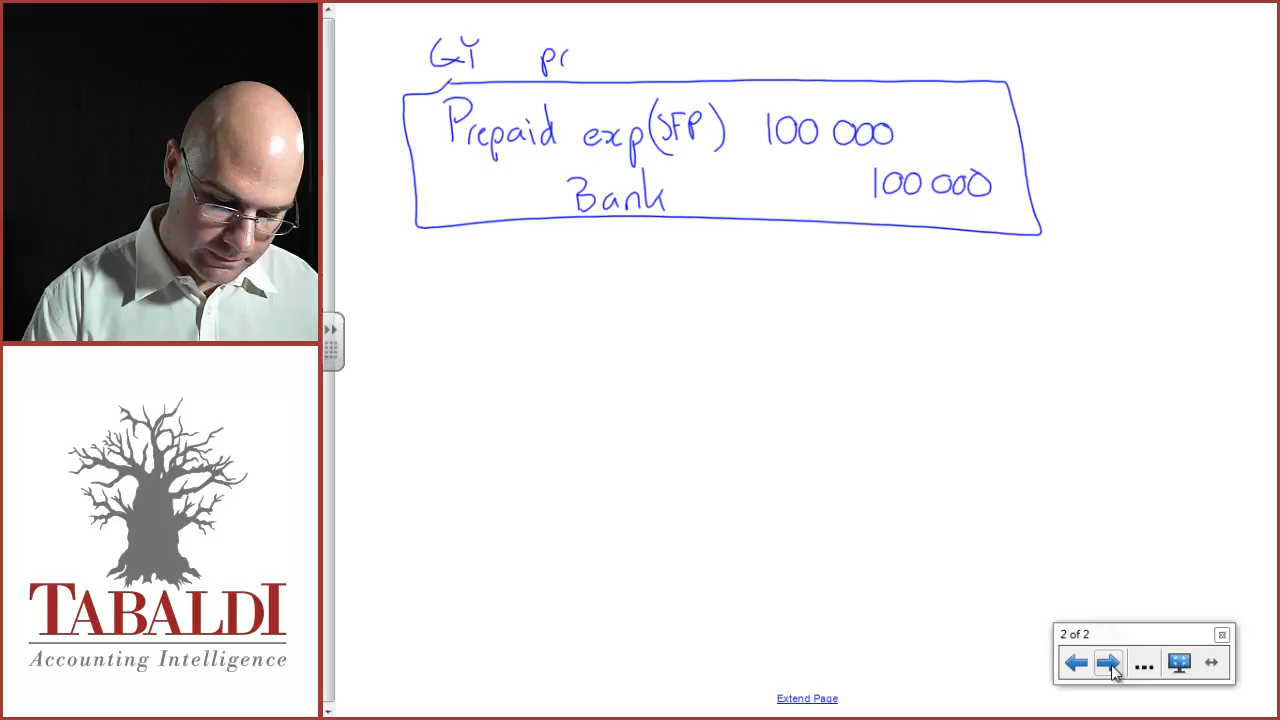 GY pr
Prepaid exp (SFP) 100 000
Bank 100 000
TABALDI
Accounting Intelligence
2 of 2
...
Extend Page